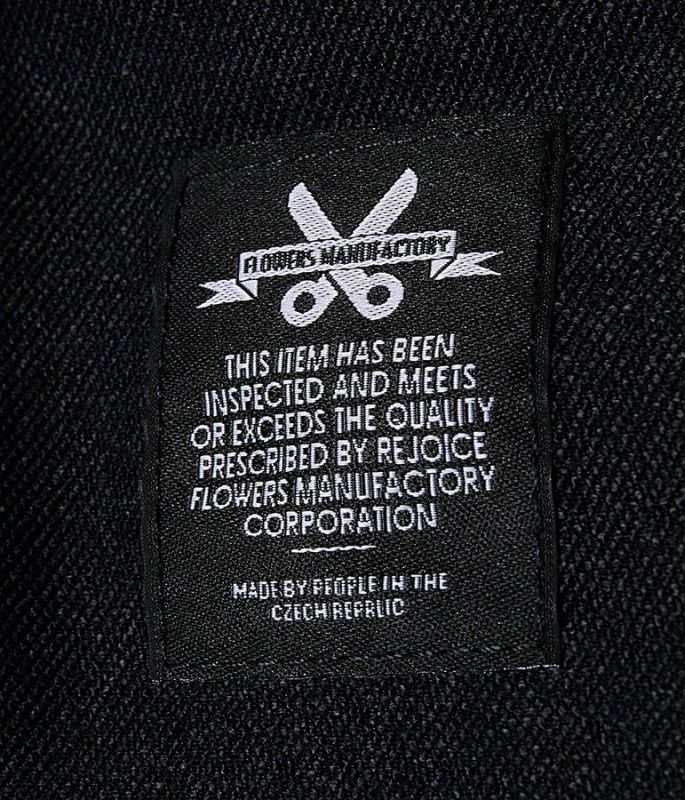 FLOWERS MANUFACTORY
THIS ITEM HAS BEEN
INSPECTED AND MEETS
OR EXCEEDS THE QUALITY
PRESCRIBED BY REJOICE
FLOWERS MANUFACTORY
CORPORATION
MADE BY PEOPLE IN THE
CZECH REPRLIC